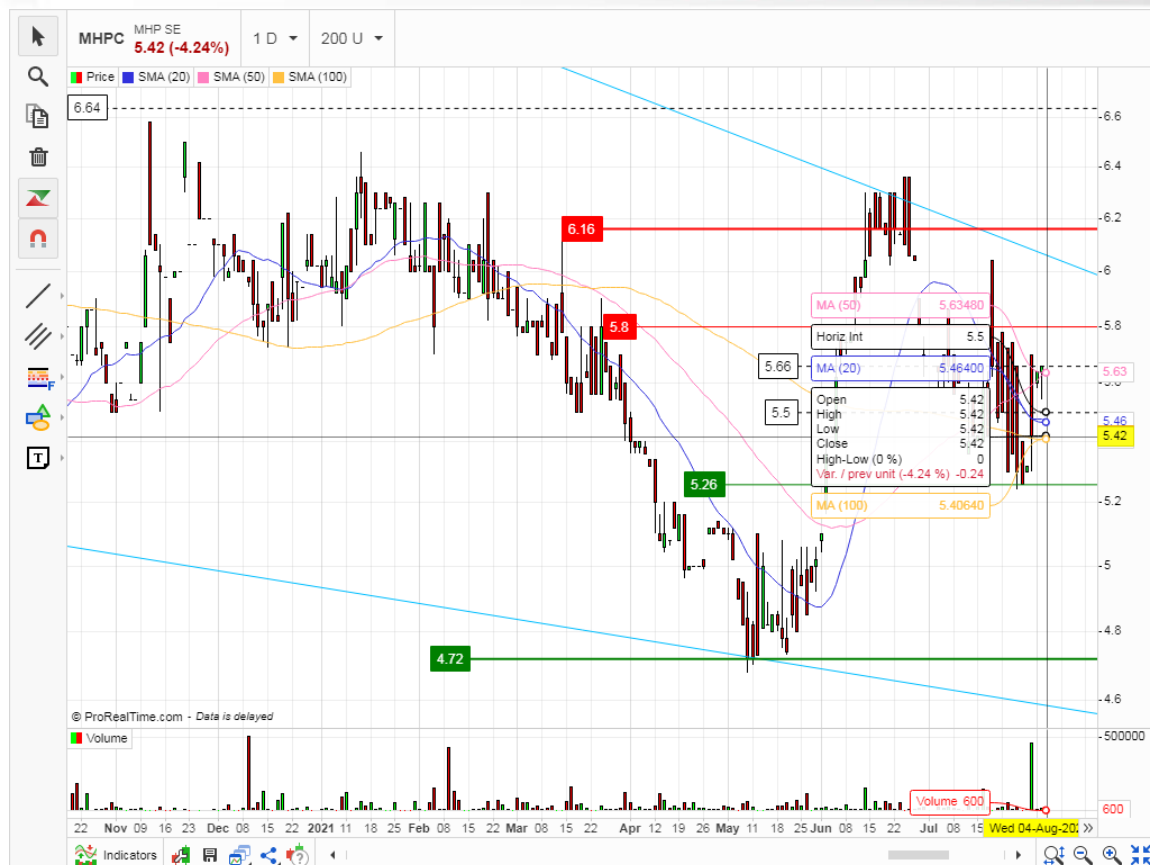 MHPC MHP SE 5.42 (-4.24%) 1 D 200 U
Price SMA (20) SMA (50) SMA (100)
6.64
6.6
6.4
6.2
6.16
6
5.8
5.8
MA (50) 5.63480
Horiz Int 5.5
5.66
MA (20) 5.46400
5.63
5.6
5.5
Open 5.42
High 5.42
Low 5.42
Close 5.42
High-Low (0 %) 0
Var. / prev unit (-4.24 %) -0.24
5.46
5.42
5.26
MA (100) 5.40640
5.2
5
4.8
4.72
4.6
© ProRealTime.com - Data is delayed
Volume
500000
Volume 600
600
22 Nov 09 16 23 Dec 08 15 22 2021 11 18 25 Feb 08 15 22 Mar 08 15 22 Apr 12 19 26 May 11 18 25 Jun 08 15 22 Jul 08 15 Wed 04-Aug-202
Indicators
T
F